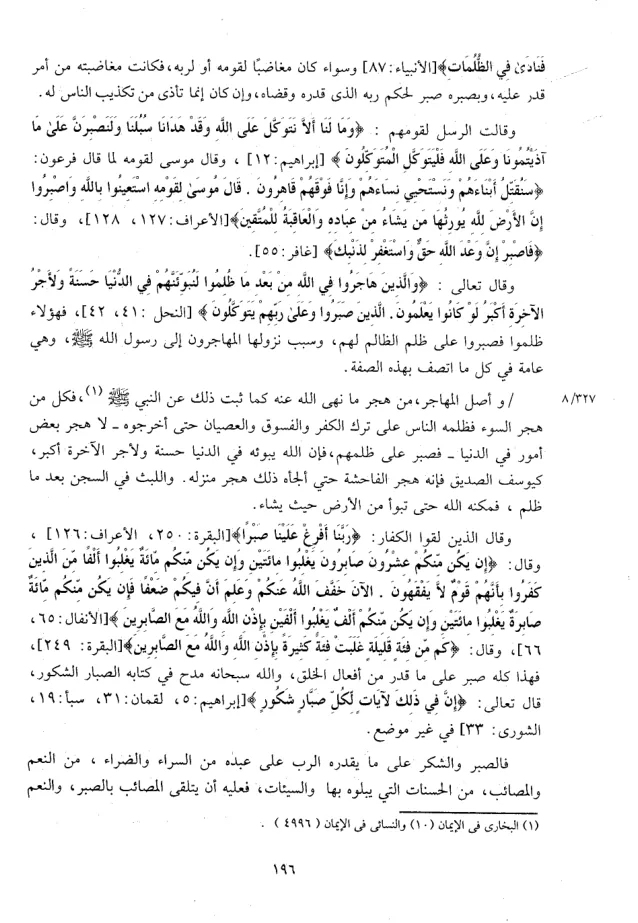 فَنَادَىٰ فِي الظُّلُمَاتِ﴾[الأنبياء:٨٧] وسواء كان مغاضبًا لقومه أو لربه،فكانت مغاضبته من أمر
قدر عليه،وبصبره صبر لحكم ربه الذى قدره وقضاه،وإن كان إنما تأذى من تكذيب الناس له.
وقالت الرسل لقومهم : ﴿وَمَا لَنَا أَلاَّ نَتَوَكَّلَ عَلَى اللَّهِ وَقَدْ هَدَانَا سُبُلَنَا وَلَنَصْبِرَنَّ عَلَىٰ مَا
آذَيْتُمُونَا وَعَلَى اللَّهِ فَلْيَتَوَكَّلِ الْمُتَوَكِّلُونَ ﴾ [إبراهيم:١٢] ، وقال موسى لقومه لما قال فرعون:
﴿سَنُقَتِّلُ أَبْنَاءَهُمْ وَنَسْتَحْيِي نِسَاءَهُمْ وَإِنَّا فَوْقَهُمْ قَاهِرُونَ . قَالَ مُوسَىٰ لِقَوْمِهِ اسْتَعِينُوا بِاللَّهِ وَاصْبِرُوا
إِنَّ الأَرْضَ لِلَّهِ يُورِثُهَا مَن يَشَاءُ مِنْ عِبَادِهِ وَالْعَاقِبَةُ لِلْمُتَّقِينَ﴾[الأعراف:١٢٧، ١٢٨]، وقال:
﴿فَاصْبِرْ إِنَّ وَعْدَ اللَّهِ حَقٌّ وَاسْتَغْفِرْ لِذَنبِكَ﴾ [غافر:٥٥].
وقال تعالى : ﴿وَالَّذِينَ هَاجَرُوا فِي اللَّهِ مِنْ بَعْدِ مَا ظُلِمُوا لَنُبَوِّئَنَّهُمْ فِي الدُّنْيَا حَسَنَةً وَلأَجْرُ
الآخِرَةِ أَكْبَرُ لَوْ كَانُوا يَعْلَمُونَ. الَّذِينَ صَبَرُوا وَعَلَىٰ رَبِّهِمْ يَتَوَكَّلُونَ ﴾ [النحل :٤١، ٤٢]، فهؤلاء
ظلموا فصبروا على ظلم الظالم لهم، وسبب نزولها المهاجرون إلى رسول الله ﷺ، وهي
عامة في كل ما اتصف بهذه الصفة.
٨/٣٢٧ /و أصل المهاجر،من هجر ما نهى الله عنه كما ثبت ذلك عن النبي ﷺ (١)،فكل من
هجر السوء فظلمه الناس على ترك الكفر والفسوق والعصيان حتى أخرجوه ـ لا هجر بعض
أمور في الدنيا ـ فصبر على ظلمهم، فإن الله يبوئه في الدنيا حسنة ولأجر الآخرة أكبر،
كيوسف الصديق فإنه هجر الفاحشة حتي ألجأه ذلك هجر منزله. واللبث في السجن بعد ما
ظلم ، فمكنه الله حتى تبوأ من الأرض حيث يشاء.
وقال الذين لقوا الكفار: ﴿رَبَّنَا أَفْرِغْ عَلَيْنَا صَبْرًا﴾[البقرة:٢٥٠، الأعراف:١٢٦] ،
وقال: ﴿إِن يَكُن مِّنكُمْ عِشْرُونَ صَابِرُونَ يَغْلِبُوا مِائَتَيْنِ وَإِن يَكُن مِّنكُم مِّائَةٌ يَغْلِبُوا أَلْفًا مِّنَ الَّذِينَ
كَفَرُوا بِأَنَّهُمْ قَوْمٌ لاَّ يَفْقَهُونَ . الآنَ خَفَّفَ اللَّهُ عَنكُمْ وَعَلِمَ أَنَّ فِيكُمْ ضَعْفًا فَإِن يَكُن مِّنكُم مِّائَةٌ
صَابِرَةٌ يَغْلِبُوا مِائَتَيْنِ وَإِن يَكُن مِّنكُمْ أَلْفٌ يَغْلِبُوا أَلْفَيْنِ بِإِذْنِ اللَّهِ وَاللَّهُ مَعَ الصَّابِرِينَ ﴾[الأنفال:٦٥،
٦٦]، وقال: ﴿كَم مِّن فِئَةٍ قَلِيلَةٍ غَلَبَتْ فِئَةً كَثِيرَةً بِإِذْنِ اللَّهِ وَاللَّهُ مَعَ الصَّابِرِينَ﴾[البقرة: ٢٤٩]،
فهذا كله صبر على ما قدر من أفعال الخلق، والله سبحانه مدح في كتابه الصبار الشكور،
قال تعالى: ﴿إِنَّ فِي ذَلِكَ لآيَاتٍ لِّكُلِّ صَبَّارٍ شَكُورٍ ﴾[إبراهيم:٥، لقمان:٣١، سبأ:١٩،
الشورى: ٣٣] في غير موضع.
فالصبر والشكر على ما يقدره الرب على عبده من السراء والضراء ، من النعم
والمصائب، من الحسنات التي يبلوه بها والسيئات، فعليه أن يتلقى المصائب بالصبر، والنعم
(١) البخارى فى الإيمان (١٠) والنسائى فى الإيمان ( ٤٩٩٦ ) .
١٩٦